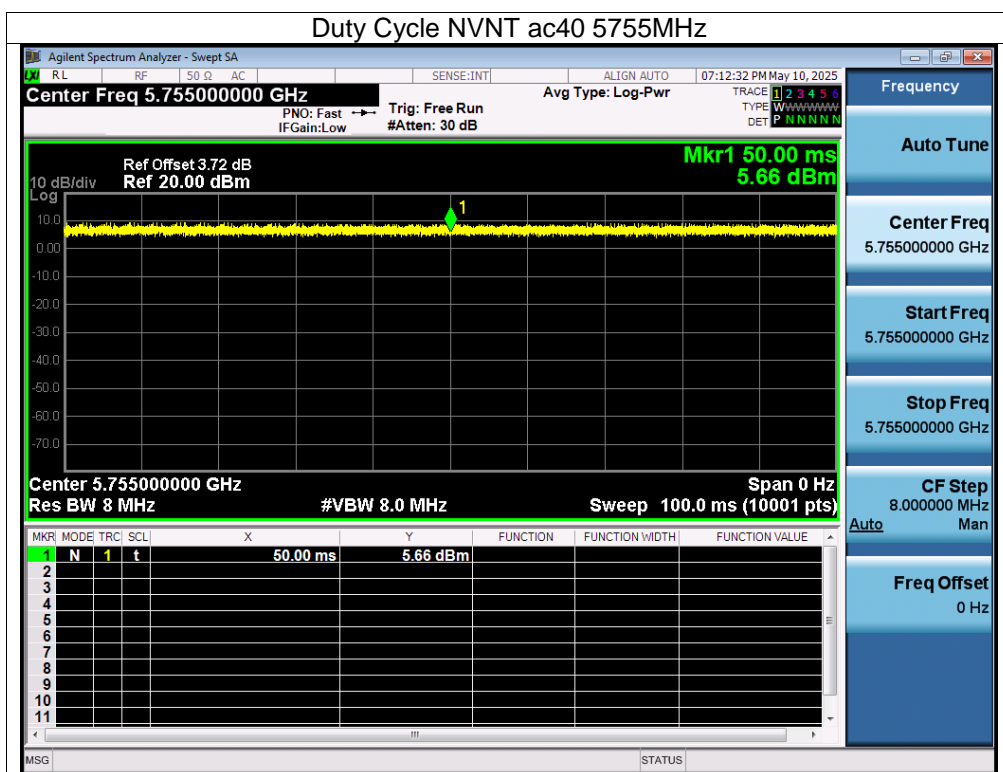 Duty Cycle NVNT ac40 5755MHz
Agilent Spectrum Analyzer - Swept SA
LXI RL RF 50 Ω AC SENSE:INT ALIGN AUTO 07:12:32 PM May 10, 2025
Center Freq 5.755000000 GHz Avg Type: Log-Pwr TRACE 1 2 3 4 5 6
PNO: Fast Trig: Free Run TYPE WWWWWW
IFGain:Low #Atten: 30 dB DET P N N N N N
Mkr1 50.00 ms
5.66 dBm
Ref Offset 3.72 dB
10 dB/div Ref 20.00 dBm
Log
1
10.0
0.00
-10.0
-20.0
-30.0
-40.0
-50.0
-60.0
-70.0
Center 5.755000000 GHz Span 0 Hz
Res BW 8 MHz #VBW 8.0 MHz Sweep 100.0 ms (10001 pts)
MKR MODE TRC SCL X Y FUNCTION FUNCTION WIDTH FUNCTION VALUE
1 N 1 t 50.00 ms 5.66 dBm
2
3
4
5
6
7
8
9
10
11
MSG STATUS
Frequency
Auto Tune
Center Freq
5.755000000 GHz
Start Freq
5.755000000 GHz
Stop Freq
5.755000000 GHz
CF Step
8.000000 MHz
Auto Man
Freq Offset
0 Hz